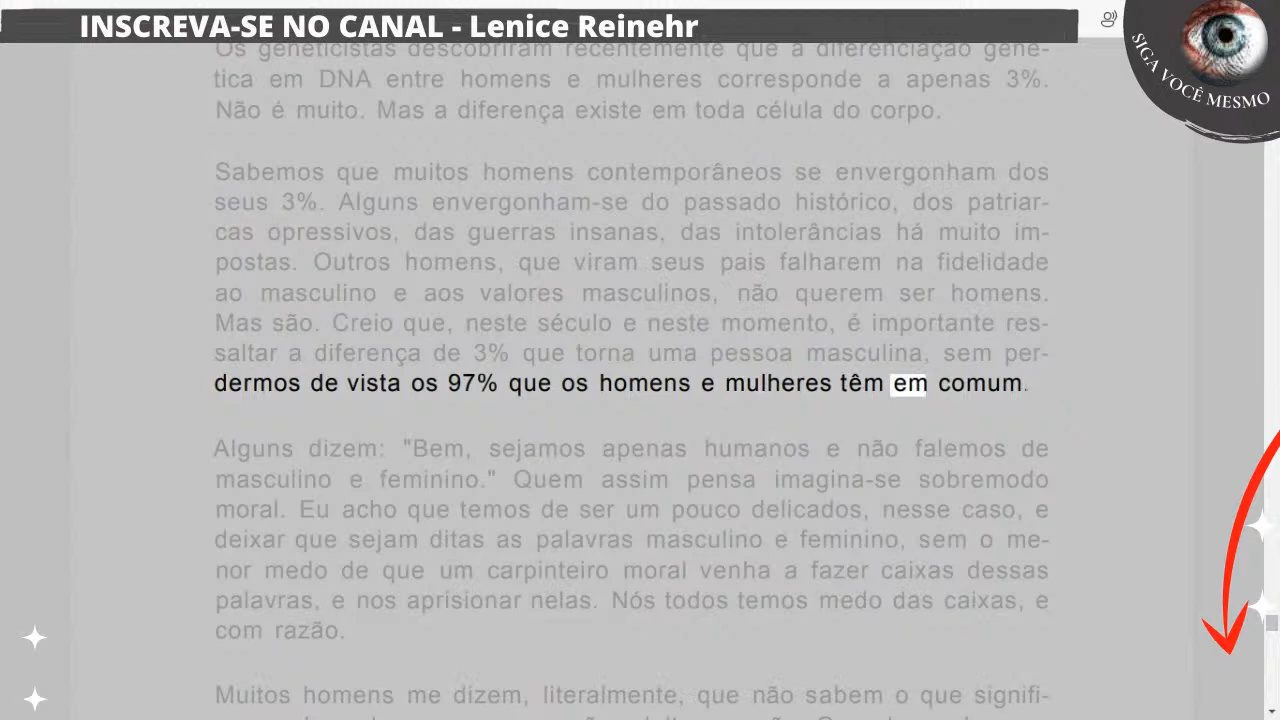 INSCREVA-SE NO CANAL - Lenice Reinehr
SIGA VOCÊ MESMO
Os geneticistas descobriram recentemente que a diferenciação gené-
tica em DNA entre homens e mulheres corresponde a apenas 3%.
Não é muito. Mas a diferença existe em toda célula do corpo.
Sabemos que muitos homens contemporâneos se envergonham dos
seus 3%. Alguns envergonham-se do passado histórico, dos patriar-
cas opressivos, das guerras insanas, das intolerâncias há muito im-
postas. Outros homens, que viram seus pais falharem na fidelidade
ao masculino e aos valores masculinos, não querem ser homens.
Mas são. Creio que, neste século e neste momento, é importante res-
saltar a diferença de 3% que torna uma pessoa masculina, sem per-
dermos de vista os 97% que os homens e mulheres têm em comum.
Alguns dizem: "Bem, sejamos apenas humanos e não falemos de
masculino e feminino." Quem assim pensa imagina-se sobremodo
moral. Eu acho que temos de ser um pouco delicados, nesse caso, e
deixar que sejam ditas as palavras masculino e feminino, sem o me-
nor medo de que um carpinteiro moral venha a fazer caixas dessas
palavras, e nos aprisionar nelas. Nós todos temos medo das caixas, e
com razão.
Muitos homens me dizem, literalmente, que não sabem o que signifi-